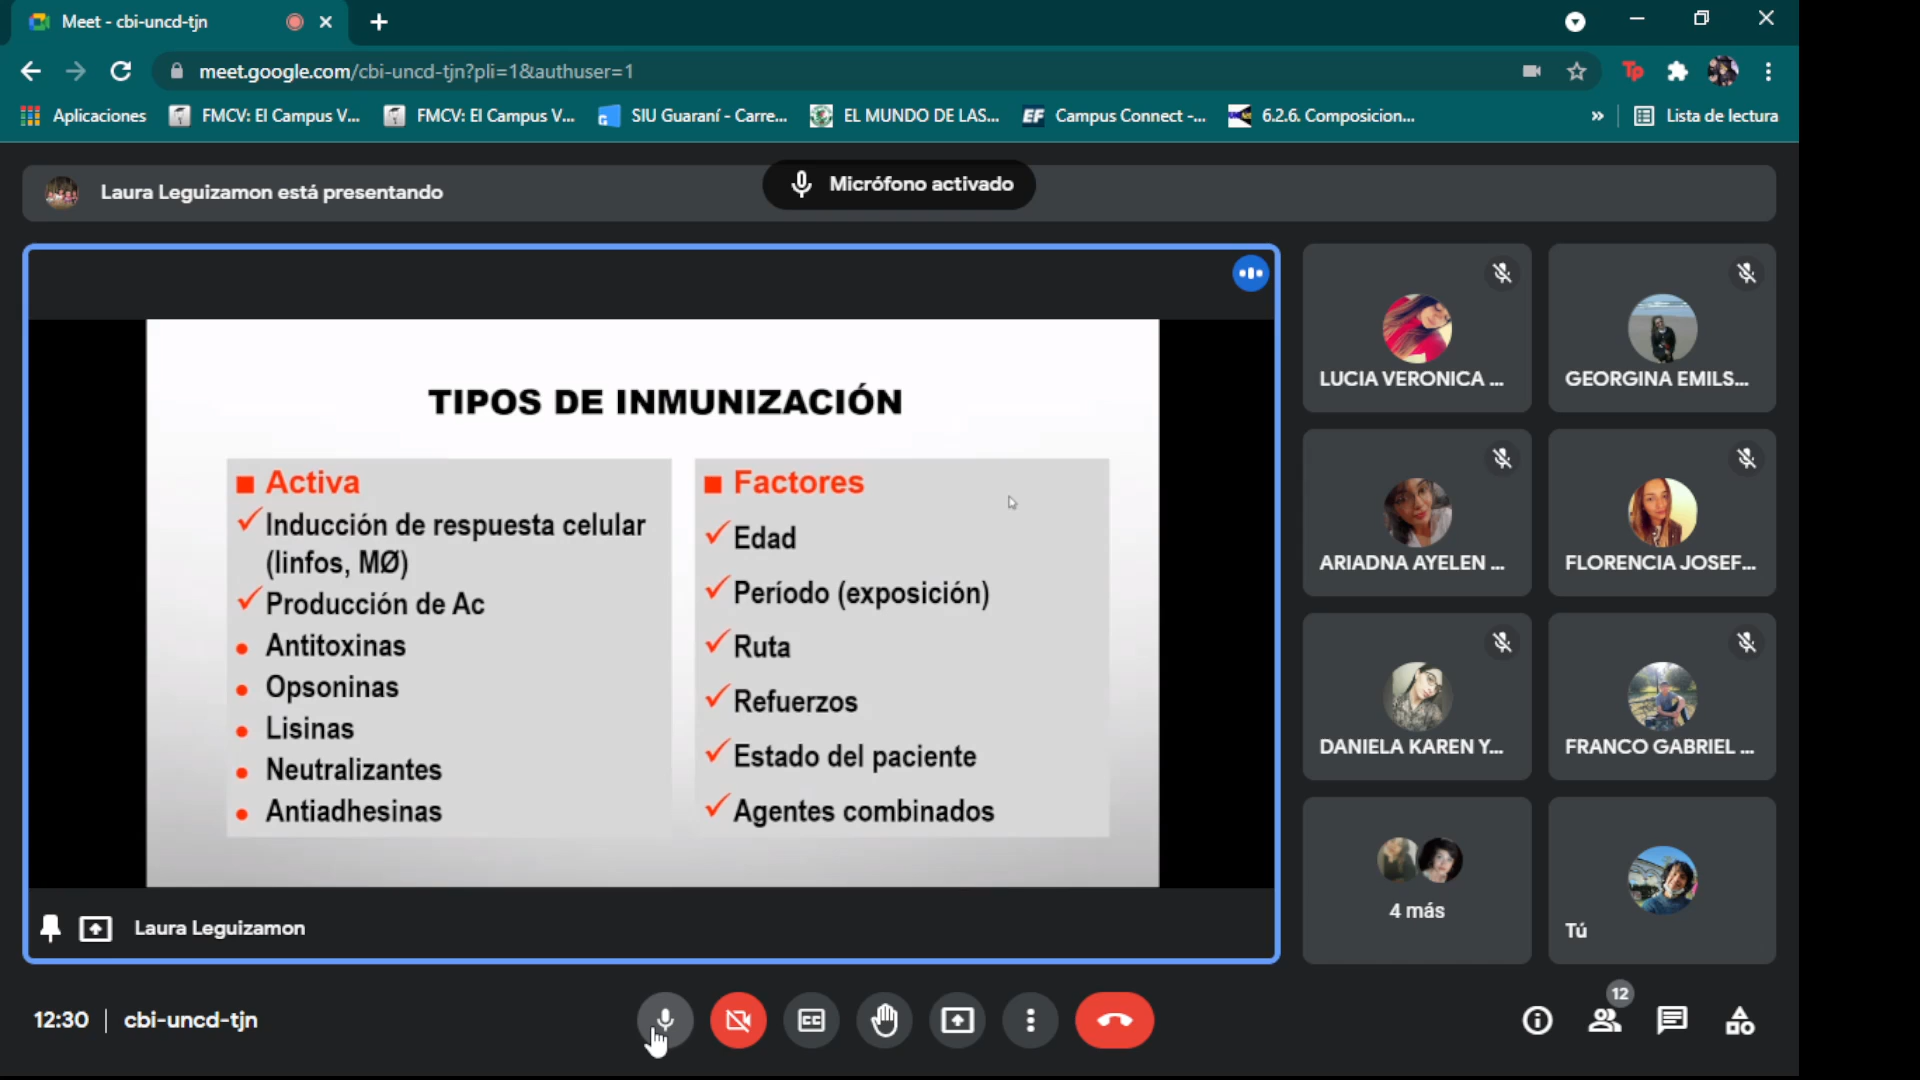 Meet - cbi-uncd-tjn
meet.google.com/cbi-uncd-tjn?pli=1&authuser=1
Tp
Aplicaciones
FMCV: El Campus V...
FMCV: El Campus V...
SIU Guaraní - Carre...
EL MUNDO DE LAS...
EF Campus Connect -...
6.2.6. Composicion...
»
Lista de lectura
Laura Leguizamon está presentando
Micrófono activado
TIPOS DE INMUNIZACIÓN
Activa
Inducción de respuesta celular
(linfos, MØ)
Producción de Ac
Antitoxinas
Opsoninas
Lisinas
Neutralizantes
Antiadhesinas
Factores
Edad
Período (exposición)
Ruta
Refuerzos
Estado del paciente
Agentes combinados
Laura Leguizamon
LUCIA VERONICA ...
GEORGINA EMILS...
ARIADNA AYELEN ...
FLORENCIA JOSEF...
DANIELA KAREN Y...
FRANCO GABRIEL ...
4 más
Tú
12:30 | cbi-uncd-tjn
CC
12